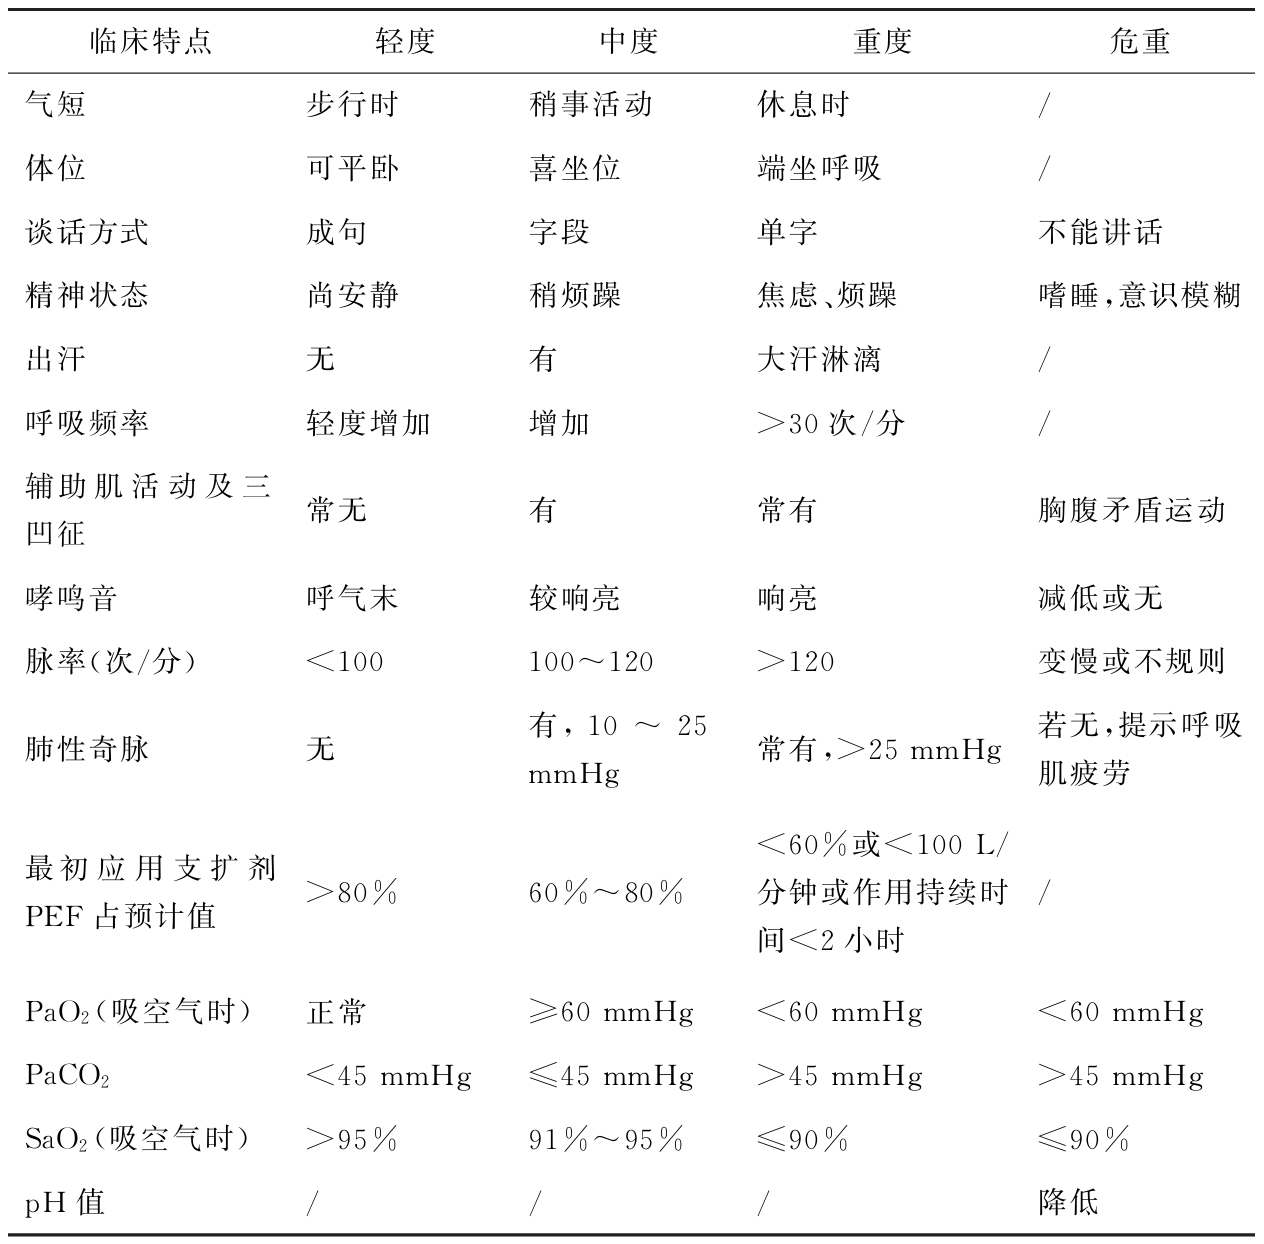 临床特点 轻度 中度 重度 危重
气短 步行时 稍事活动 休息时 /
体位 可平卧 喜坐位 端坐呼吸 /
谈话方式 成句 字段 单字 不能讲话
精神状态 尚安静 稍烦躁 焦虑、烦躁 嗜睡,意识模糊
出汗 无 有 大汗淋漓 /
呼吸频率 轻度增加 增加 >30 次/分 /
辅助肌活动及三
凹征 常无 有 常有 胸腹矛盾运动
哮鸣音 呼气末 较响亮 响亮 减低或无
脉率(次/分) <100 100~120 >120 变慢或不规则
肺性奇脉 无 有, 10 ~ 25
mmHg 常有,>25 mmHg 若无,提示呼吸
肌疲劳
最初应用支扩剂
PEF 占预计值 >80% 60%~80% <60%或<100 L/
分钟或作用持续时
间<2 小时 /
PaO₂(吸空气时) 正常 ≥60 mmHg <60 mmHg <60 mmHg
PaCO₂ <45 mmHg ≤45 mmHg >45 mmHg >45 mmHg
SaO₂(吸空气时) >95% 91%~95% ≤90% ≤90%
pH 值 / / / 降低